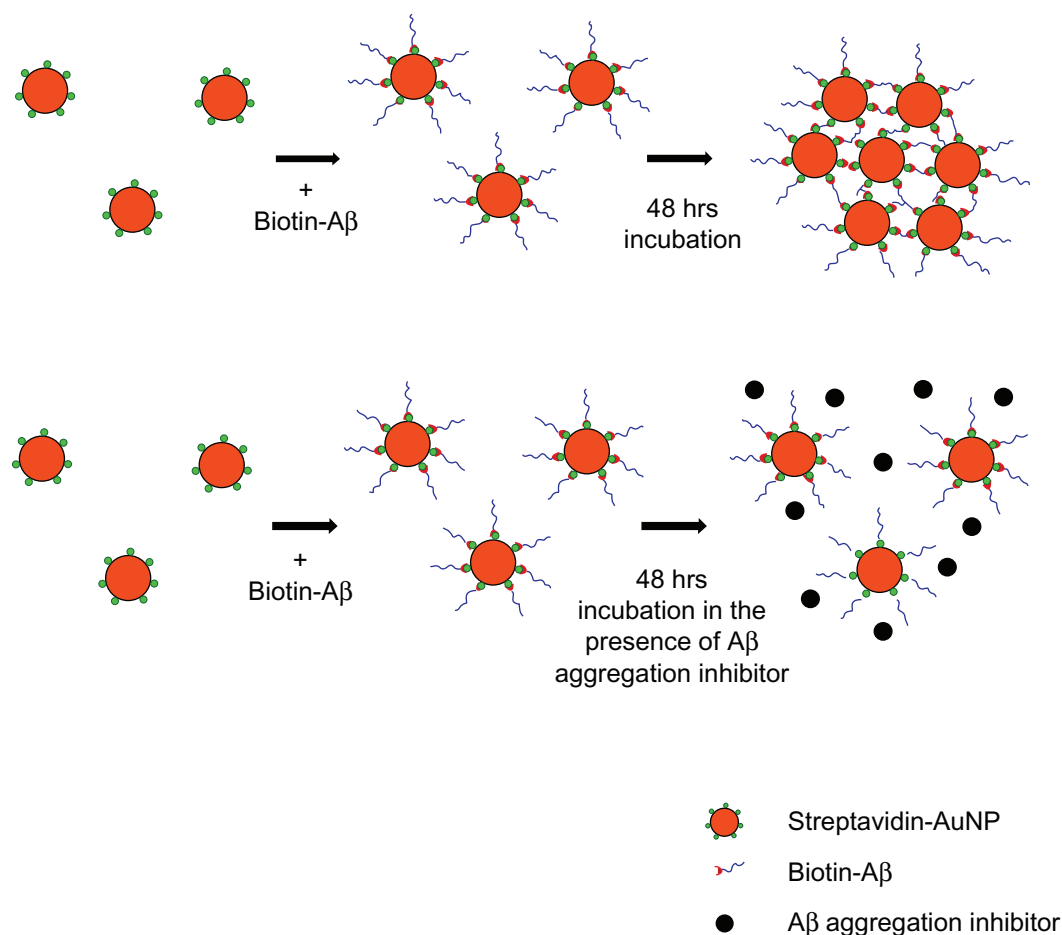 +
Biotin-Aβ
48 hrs
incubation
+
Biotin-Aβ
48 hrs
incubation in the
presence of Aβ
aggregation inhibitor
Streptavidin-AuNP
Biotin-Aβ
Aβ aggregation inhibitor